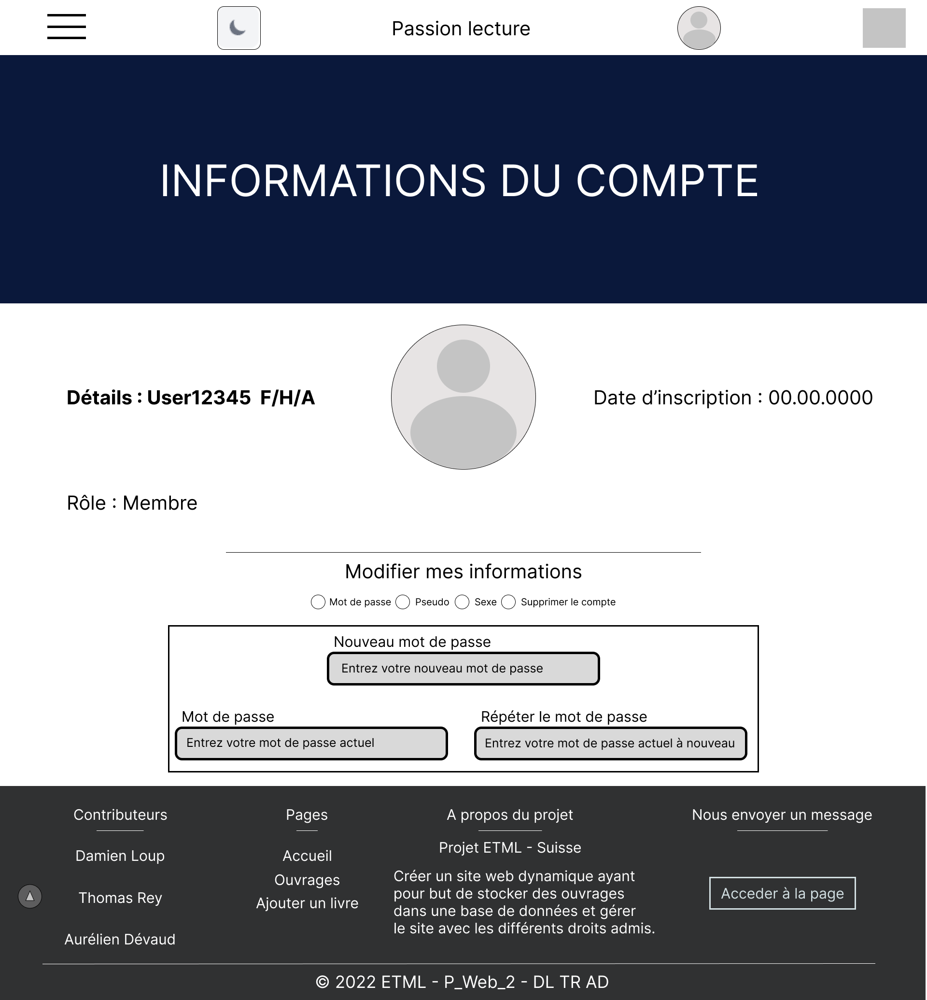 Passion lecture
INFORMATIONS DU COMPTE
Détails : User12345 F/H/A
Date d’inscription : 00.00.0000
Rôle : Membre
Modifier mes informations
Mot de passe Pseudo Sexe Supprimer le compte
Nouveau mot de passe
Entrez votre nouveau mot de passe
Mot de passe
Entrez votre mot de passe actuel
Répéter le mot de passe
Entrez votre mot de passe actuel à nouveau
Contributeurs
Damien Loup
Thomas Rey
Aurélien Dévaud
Pages
Accueil
Ouvrages
Ajouter un livre
A propos du projet
Projet ETML - Suisse
Créer un site web dynamique ayant
pour but de stocker des ouvrages
dans une base de données et gérer
le site avec les différents droits admis.
Nous envoyer un message
Acceder à la page
© 2022 ETML - P_Web_2 - DL TR AD